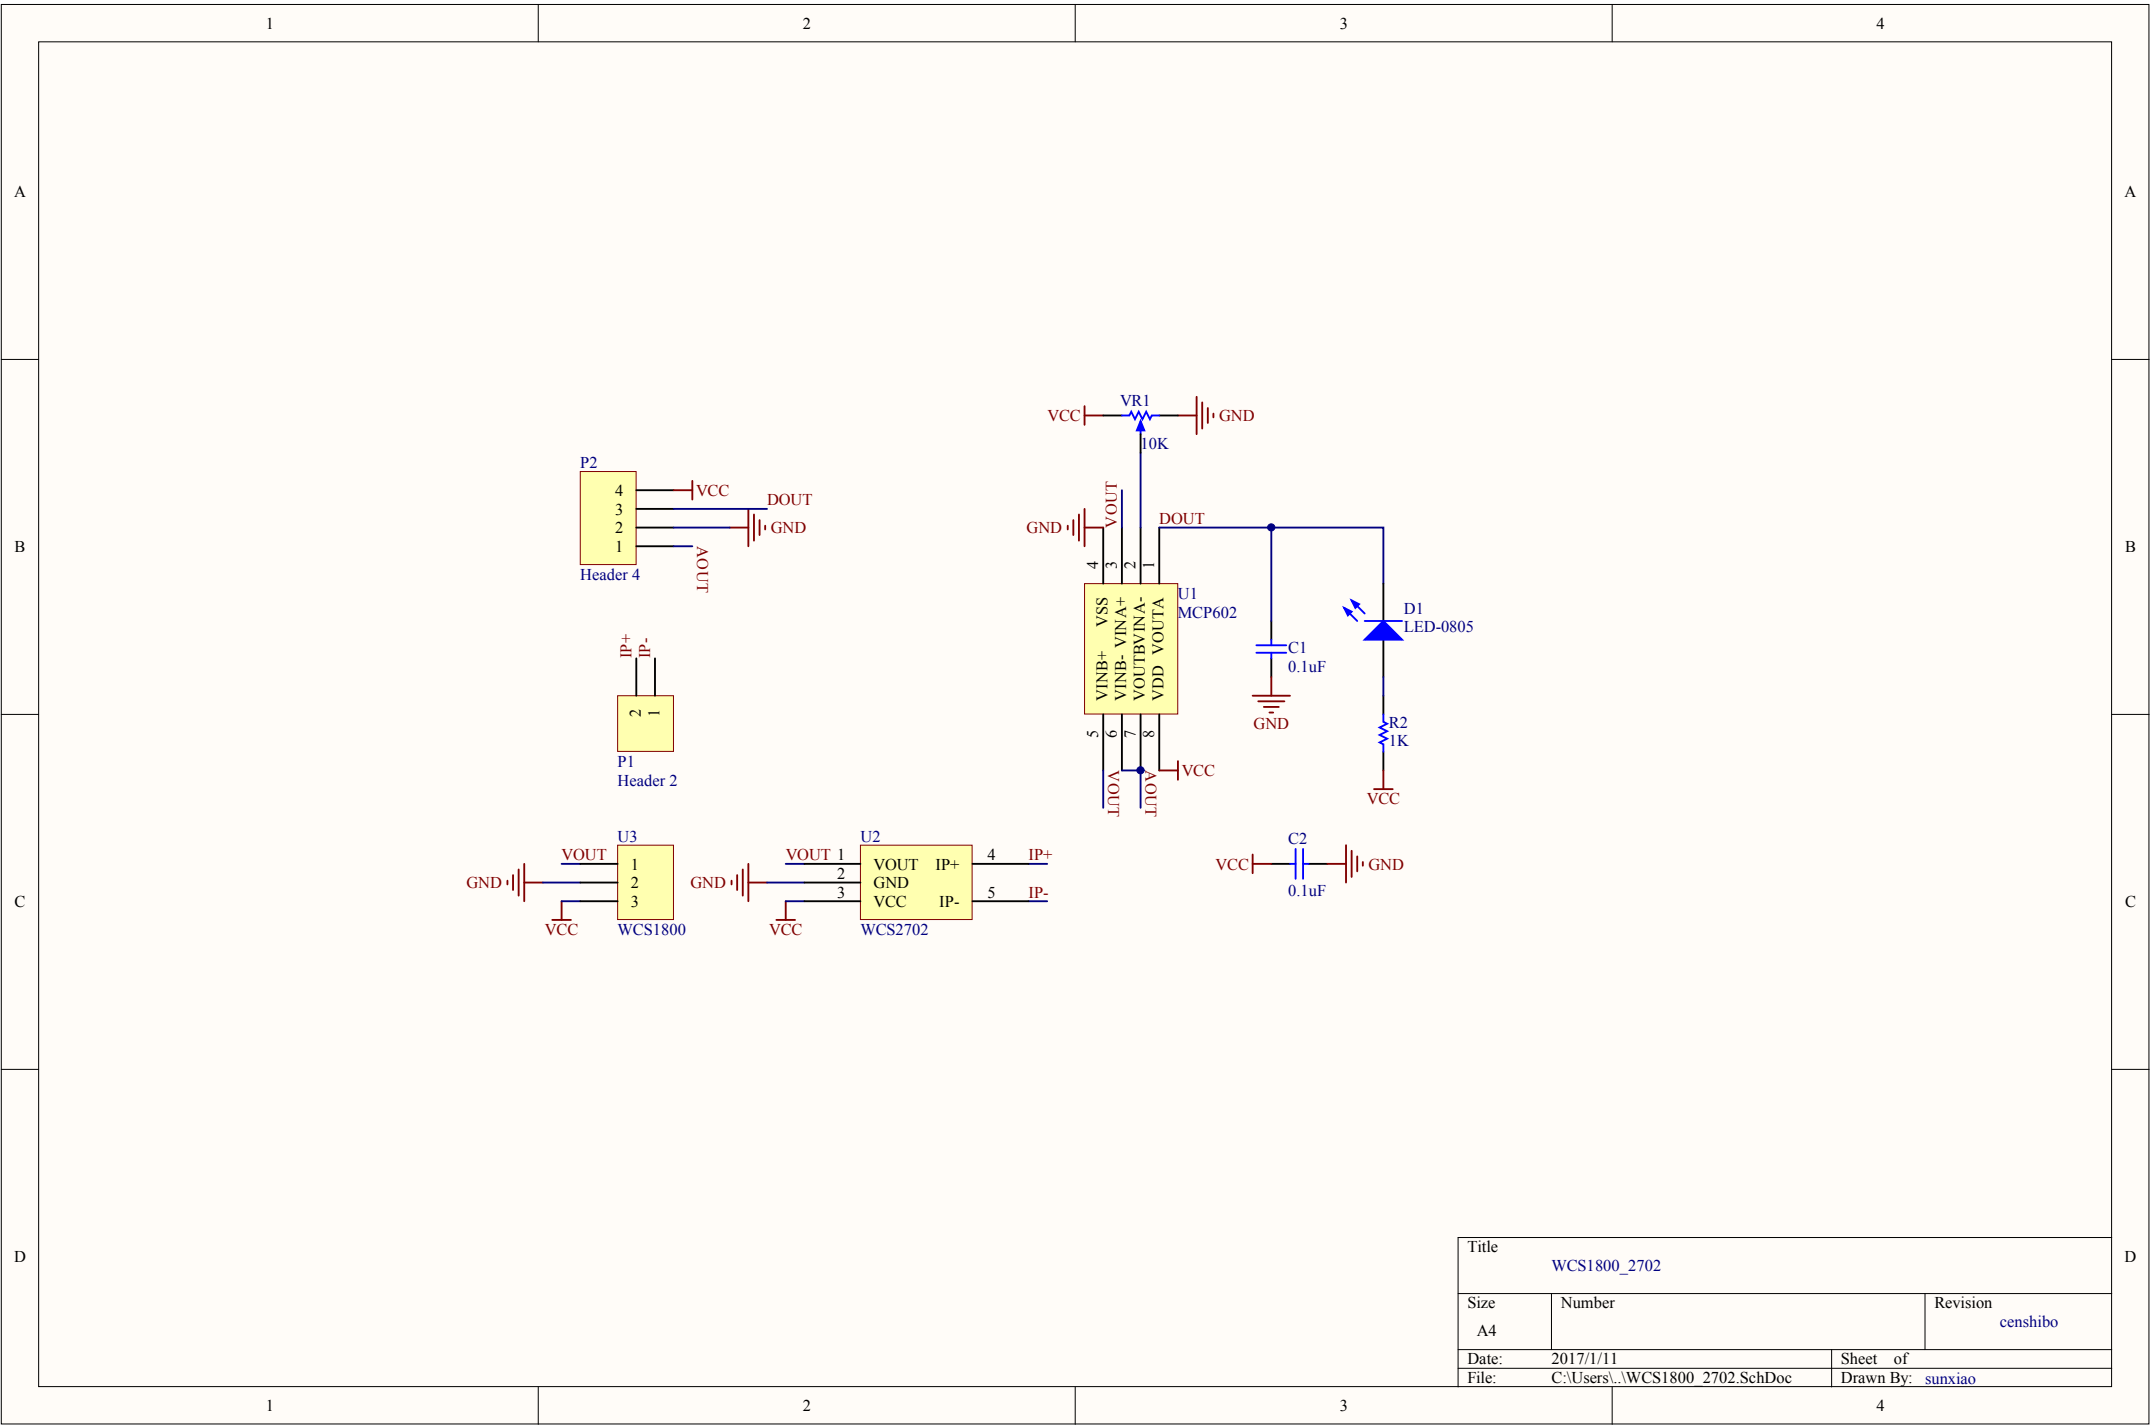 1 2 3 4
A A
B B
C C
D D
P2
4 VCC
3 DOUT
2 GND
1 AOUT
Header 4
IP+ IP-
2 1
P1
Header 2
U3
VOUT 1
GND 2
3
VCC
WCS1800
U2
VOUT 1 VOUT IP+ 4 IP+
GND 2 GND
3 VCC IP- 5 IP-
VCC
WCS2702
VR1
VCC GND
10K
GND VOUT DOUT
4 3 2 1
VSS VINA+ VINA- VOUTA
VINB+ VINB- VOUTB VDD
5 6 7 8
U1
MCP602
VOUT AOUT VCC
C1
0.1uF
GND
D1
LED-0805
R2
1K
VCC
C2
VCC GND
0.1uF
Title
WCS1800_2702
Size Number Revision
A4 censhibo
Date: 2017/1/11 Sheet of
File: C:\Users\..\WCS1800_2702.SchDoc Drawn By: sunxiao
1 2 3 4